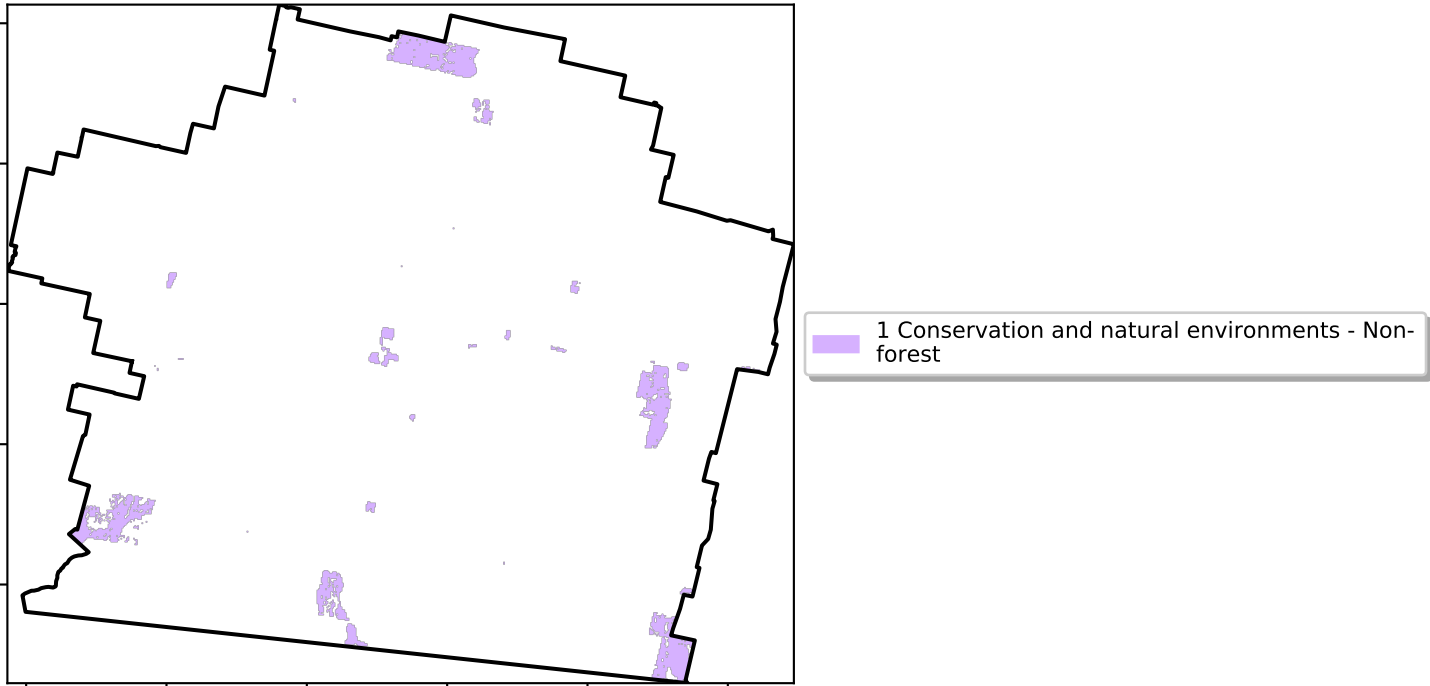 1 Conservation and natural environments - Non-
forest